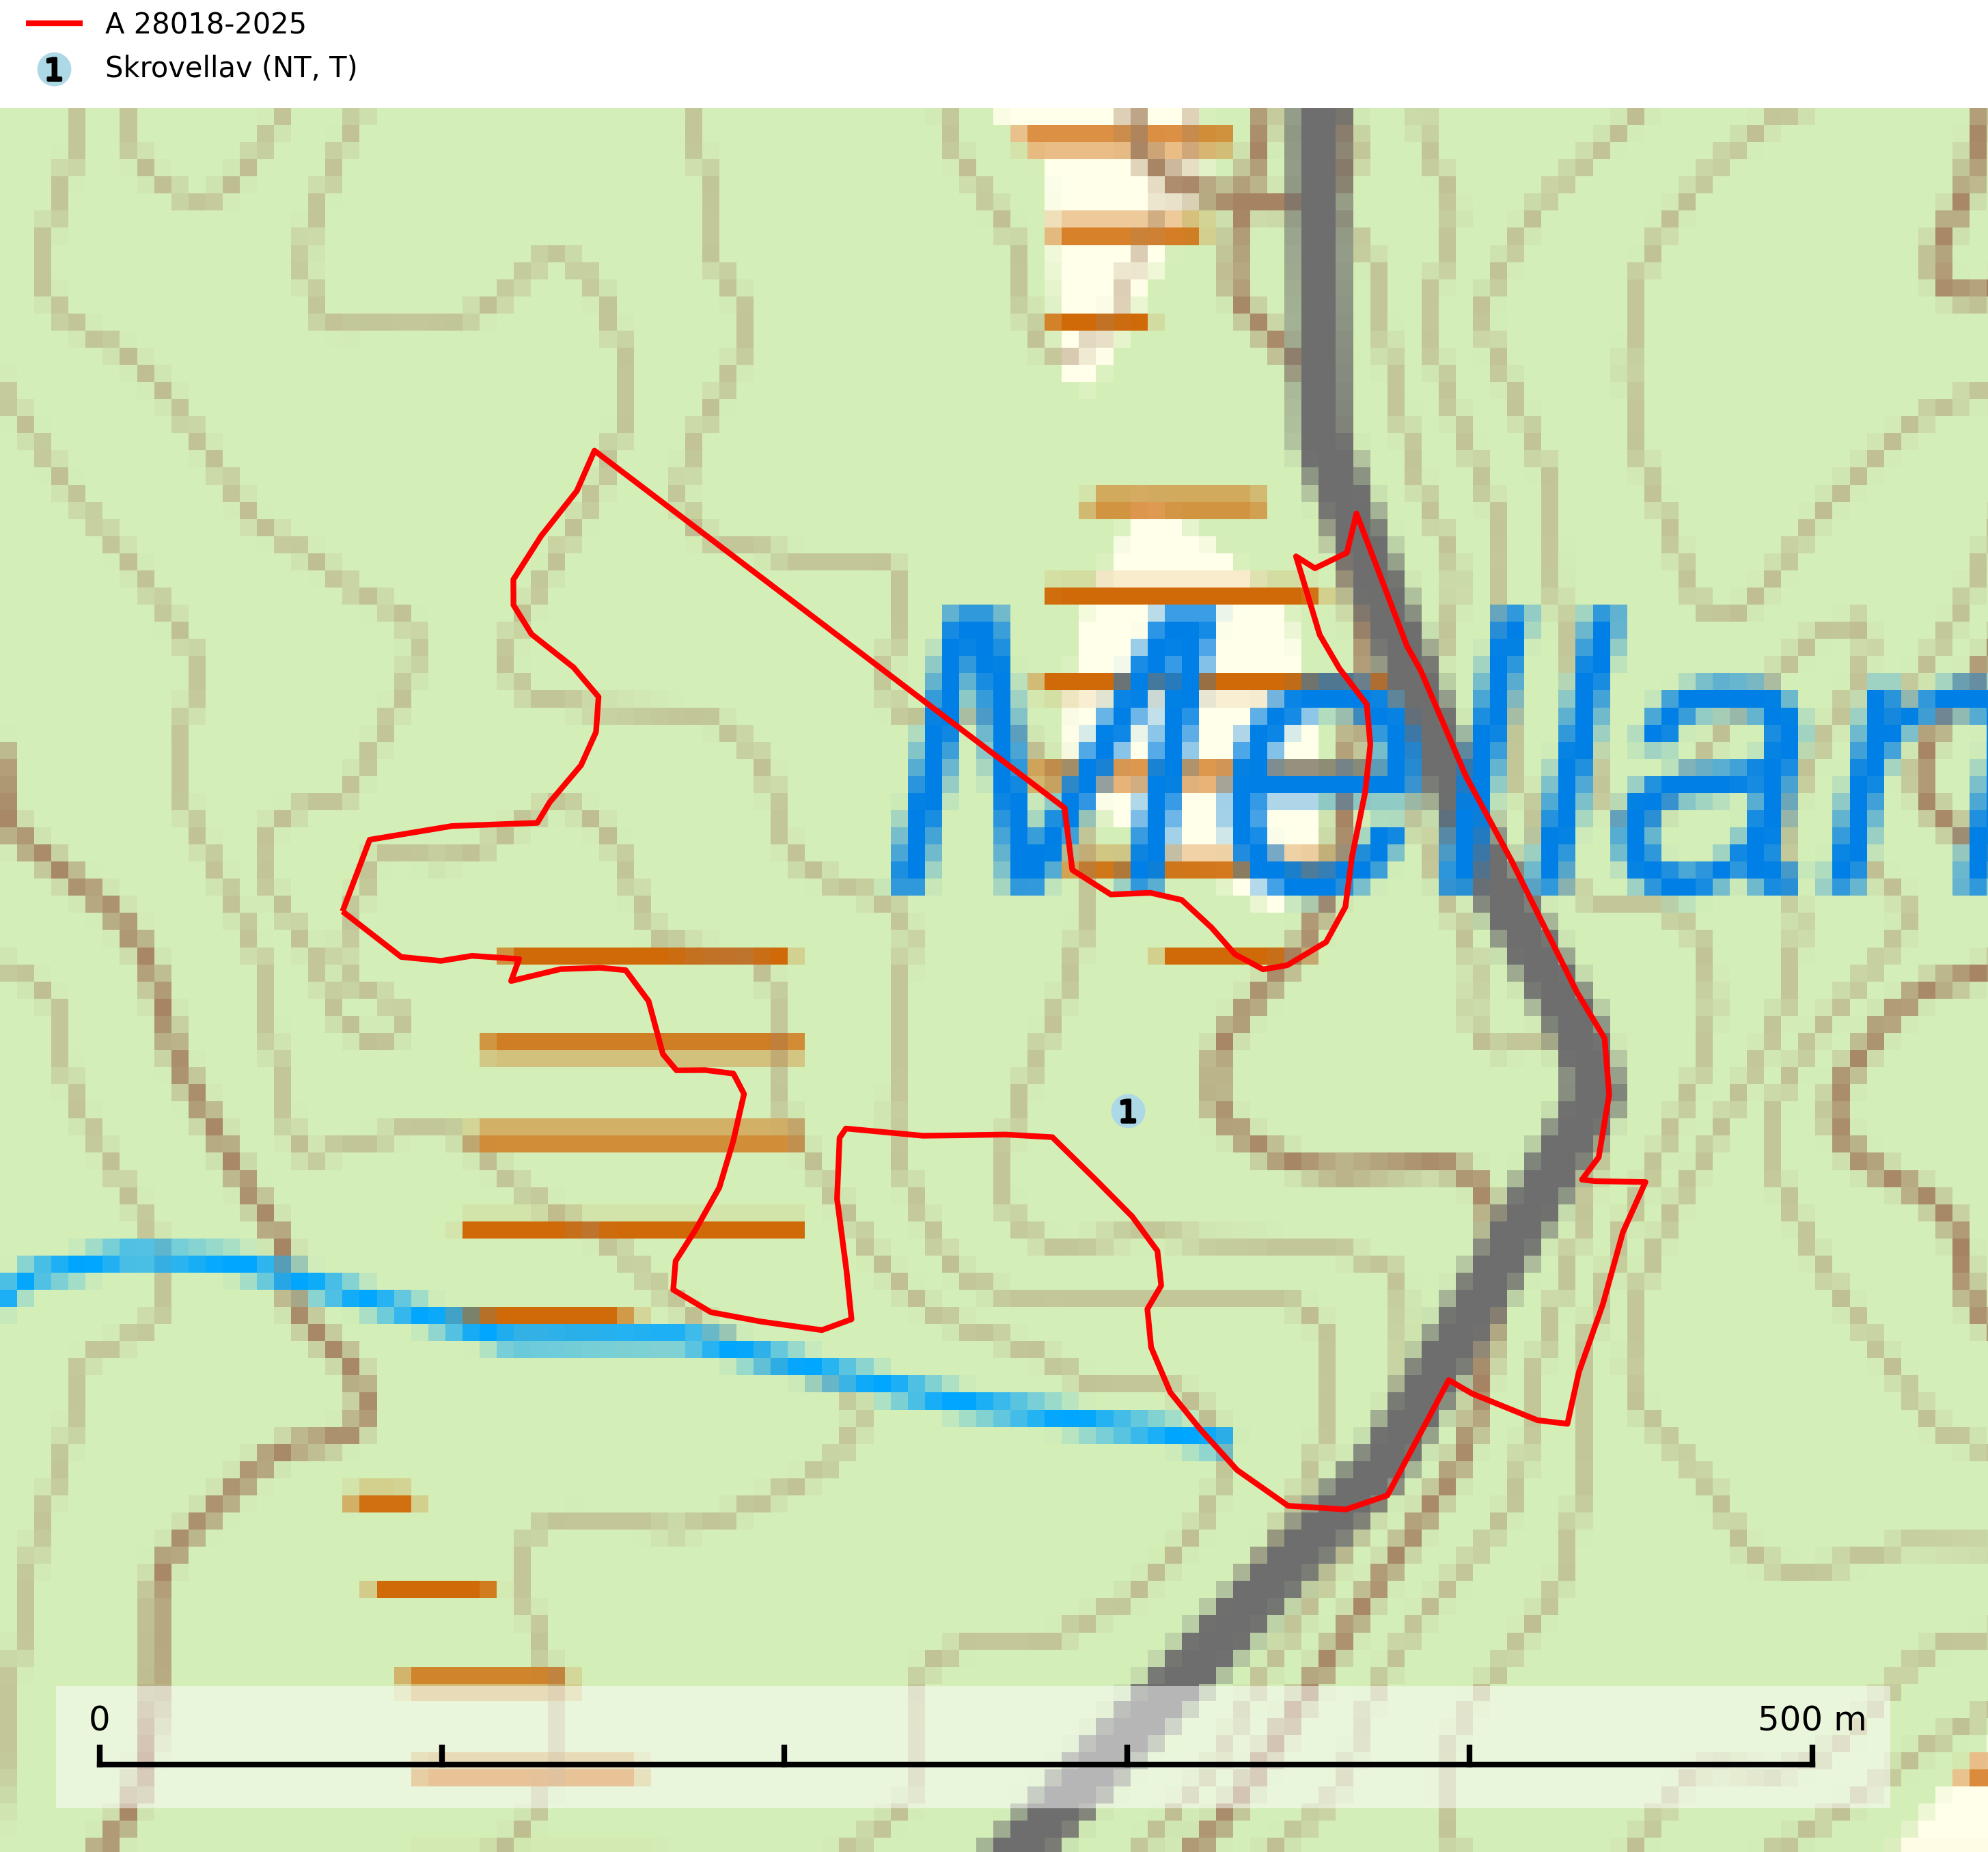 A 28018-2025
1 Skrovellav (NT, T)
Mellan
1
0 500 m